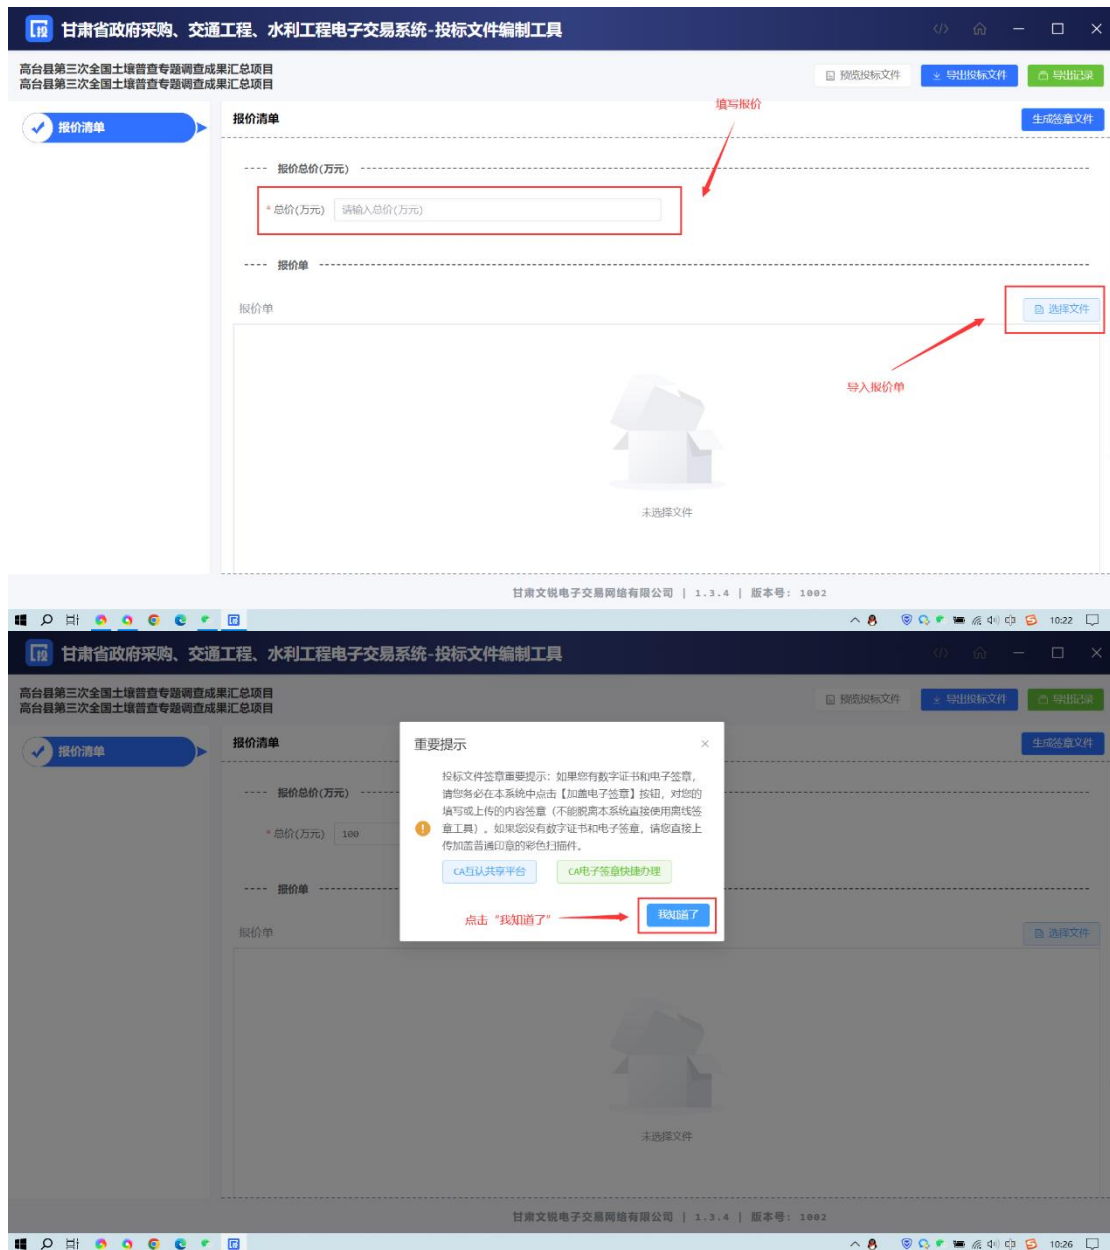 甘肃省政府采购、交通工程、水利工程电子交易系统-投标文件编制工具
高台县第三次全国土壤普查专题调查成果汇总项目
高台县第三次全国土壤普查专题调查成果汇总项目
预览投标文件
导出投标文件
导出记录
填写报价
报价清单
报价清单
生成签章文件
---- 报价总价(万元)
* 总价(万元) 请输入总价(万元)
---- 报价单
报价单
选择文件
导入报价单
未选择文件
甘肃文锐电子交易网络有限公司 | 1.3.4 | 版本号: 1002
中 10:22
甘肃省政府采购、交通工程、水利工程电子交易系统-投标文件编制工具
高台县第三次全国土壤普查专题调查成果汇总项目
高台县第三次全国土壤普查专题调查成果汇总项目
预览投标文件
导出投标文件
导出记录
报价清单
报价清单
生成签章文件
---- 报价总价(万元)
* 总价(万元) 100
---- 报价单
报价单
选择文件
重要提示
投标文件签章重要提示：如果您有数字证书和电子签章，
请您务必在本系统中点击【加盖电子签章】按钮，对您的
填写或上传的内容签章（不能脱离本系统直接使用离线签
章工具）。如果您没有数字证书和电子签章，请您直接上
传加盖普通印章的彩色扫描件。
CA互认共享平台
CA电子签章快捷办理
点击“我知道了”
我知道了
未选择文件
甘肃文锐电子交易网络有限公司 | 1.3.4 | 版本号: 1002
中 10:26